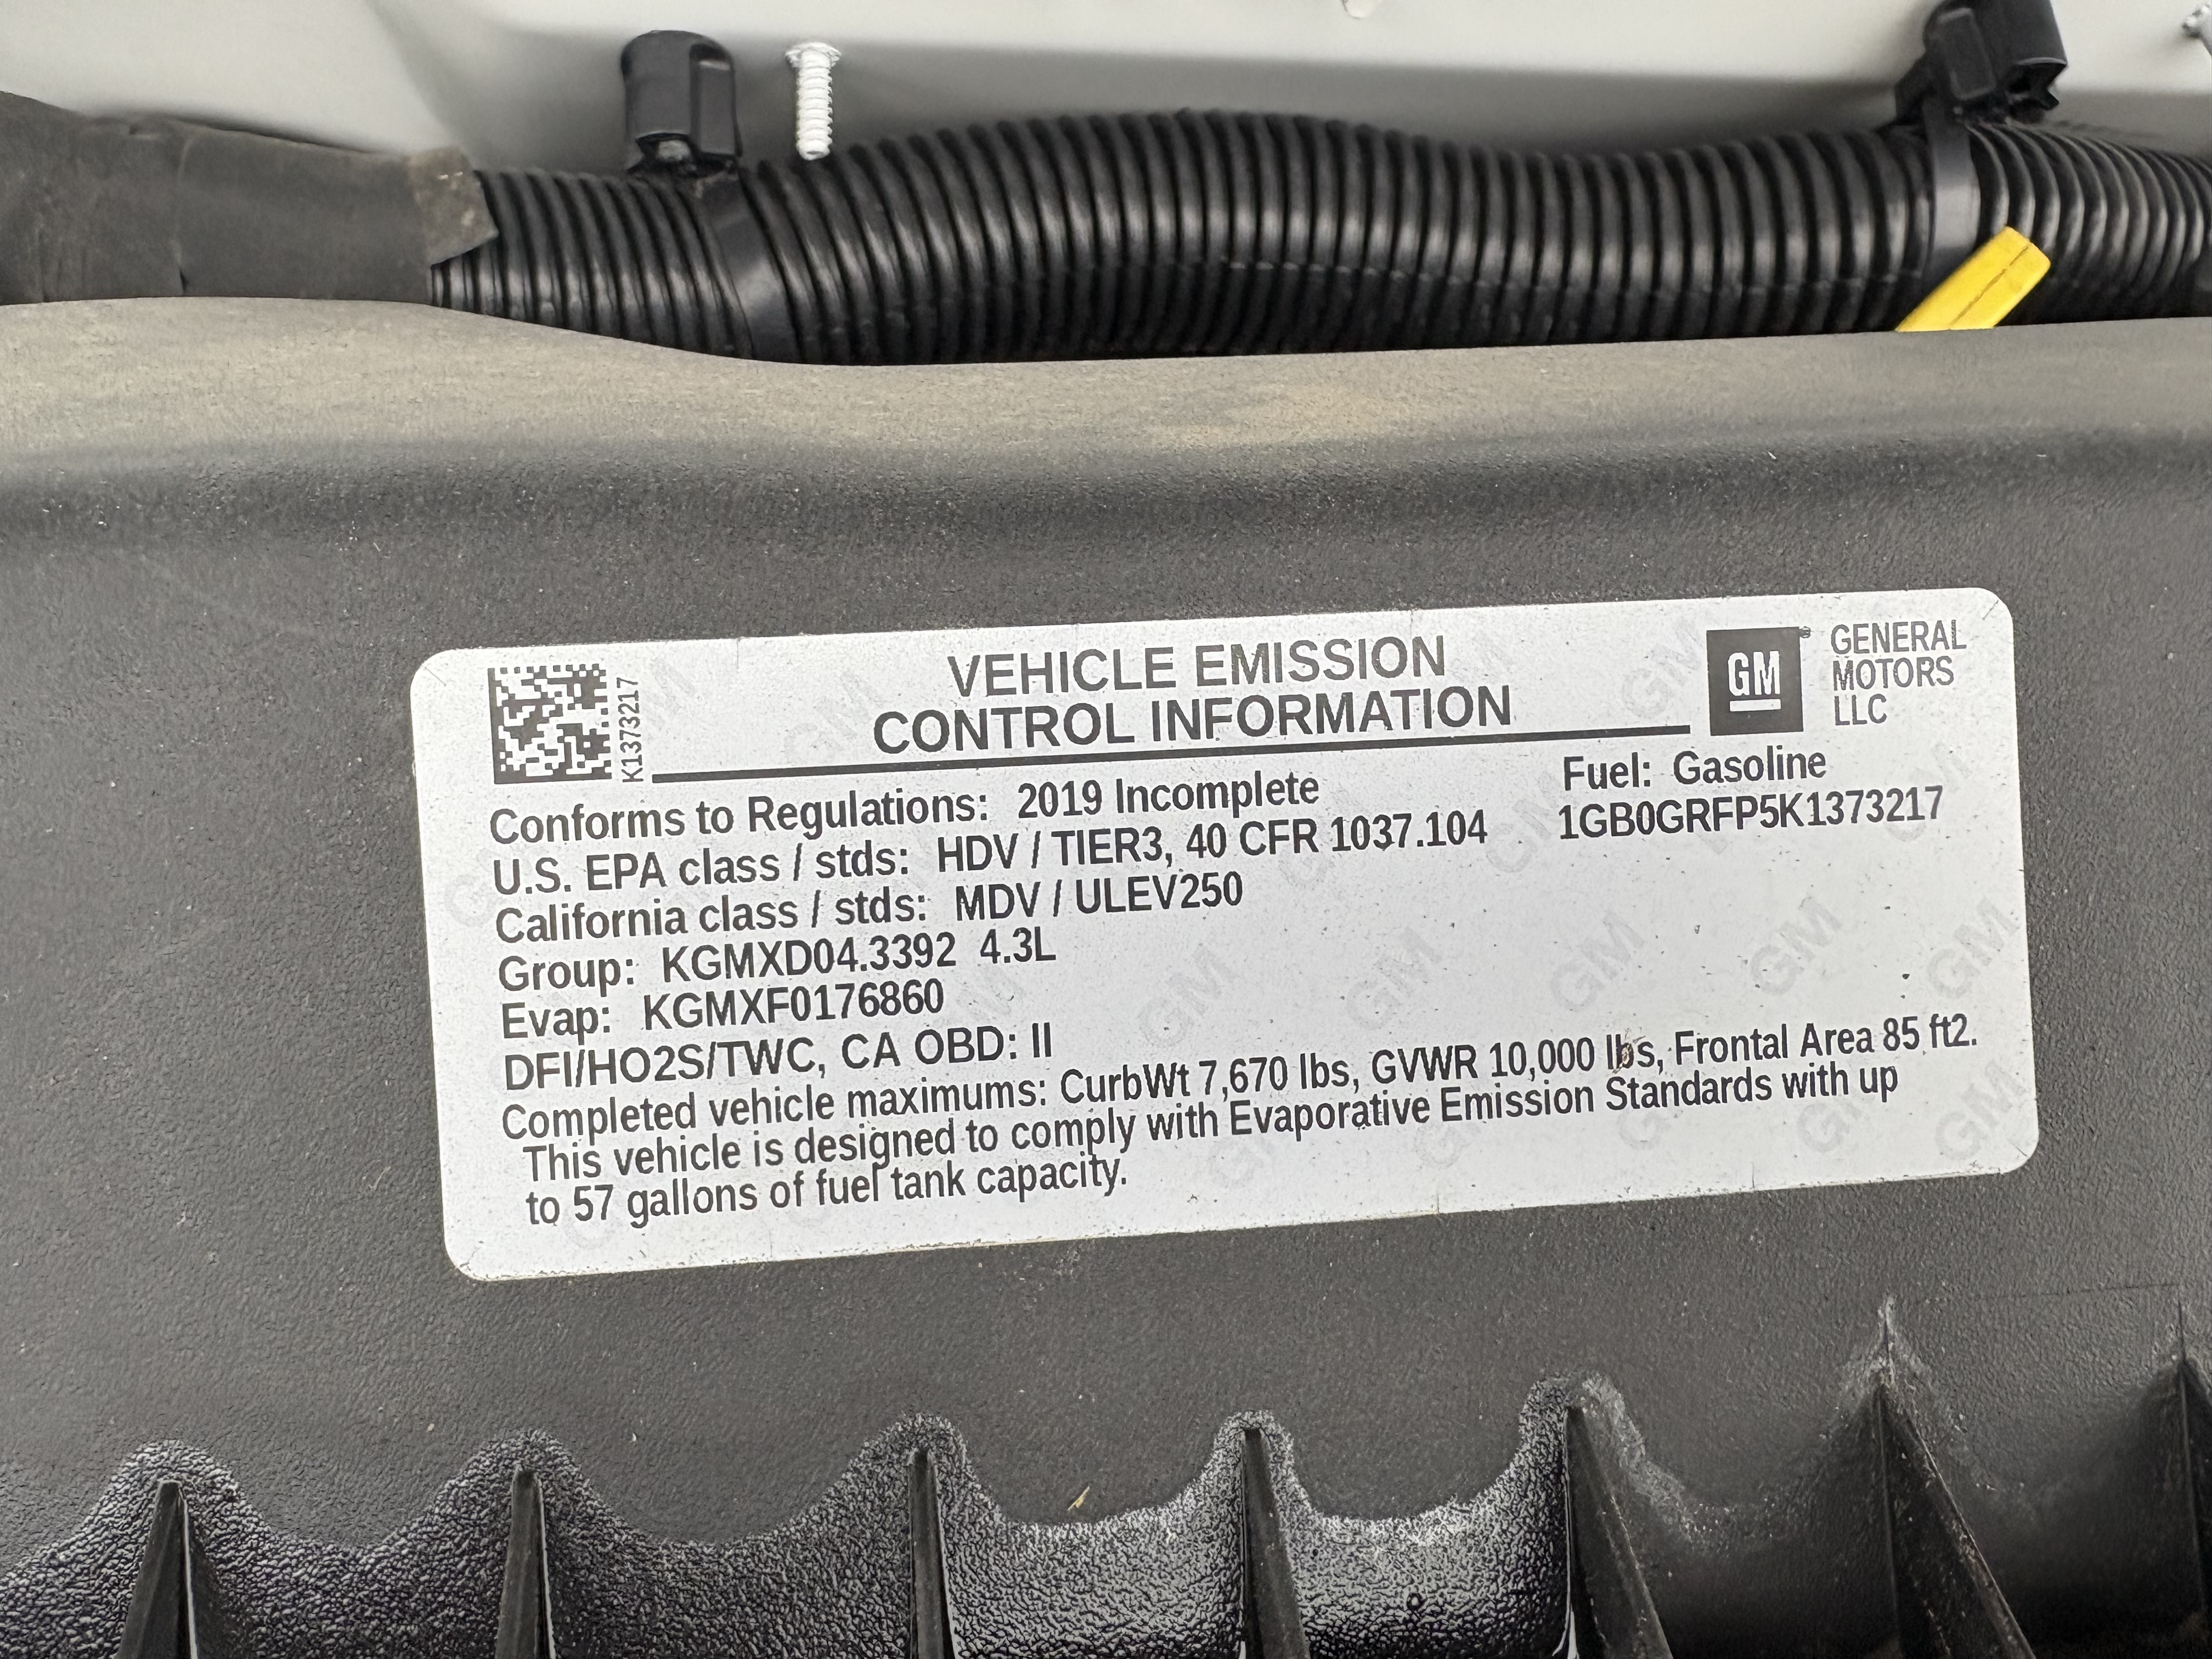 K1373217
VEHICLE EMISSION
CONTROL INFORMATION
GM
GENERAL
MOTORS
LLC
Conforms to Regulations: 2019 Incomplete
Fuel: Gasoline
U.S. EPA class / stds: HDV / TIER3, 40 CFR 1037.104
1GB0GRFP5K1373217
California class / stds: MDV / ULEV250
Group: KGMXD04.3392 4.3L
Evap: KGMXF0176860
DFI/HO2S/TWC, CA OBD: II
Completed vehicle maximums: CurbWt 7,670 lbs, GVWR 10,000 lbs, Frontal Area 85 ft2.
This vehicle is designed to comply with Evaporative Emission Standards with up
to 57 gallons of fuel tank capacity.